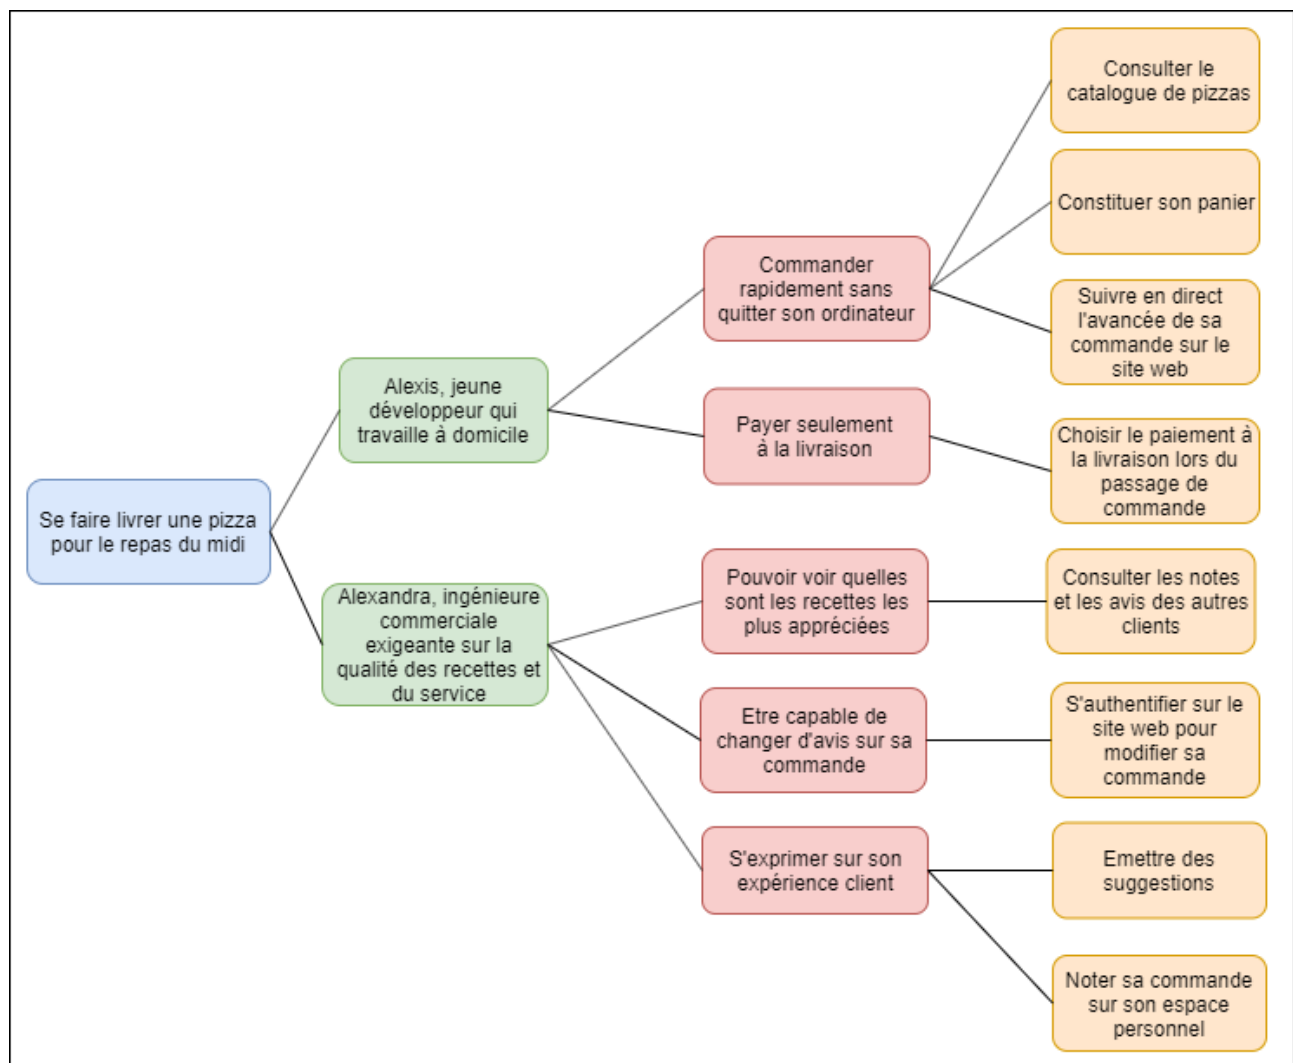 Se faire livrer une pizza
pour le repas du midi
Alexis, jeune
développeur qui
travaille à domicile
Alexandra, ingénieure
commerciale
exigeante sur la
qualité des recettes et
du service
Commander
rapidement sans
quitter son ordinateur
Payer seulement
à la livraison
Pouvoir voir quelles
sont les recettes les
plus appréciées
Etre capable de
changer d'avis sur sa
commande
S'exprimer sur son
expérience client
Consulter le
catalogue de pizzas
Constituer son panier
Suivre en direct
l'avancée de sa
commande sur le
site web
Choisir le paiement à
la livraison lors du
passage de
commande
Consulter les notes
et les avis des autres
clients
S'authentifier sur le
site web pour
modifier sa
commande
Emettre des
suggestions
Noter sa commande
sur son espace
personnel